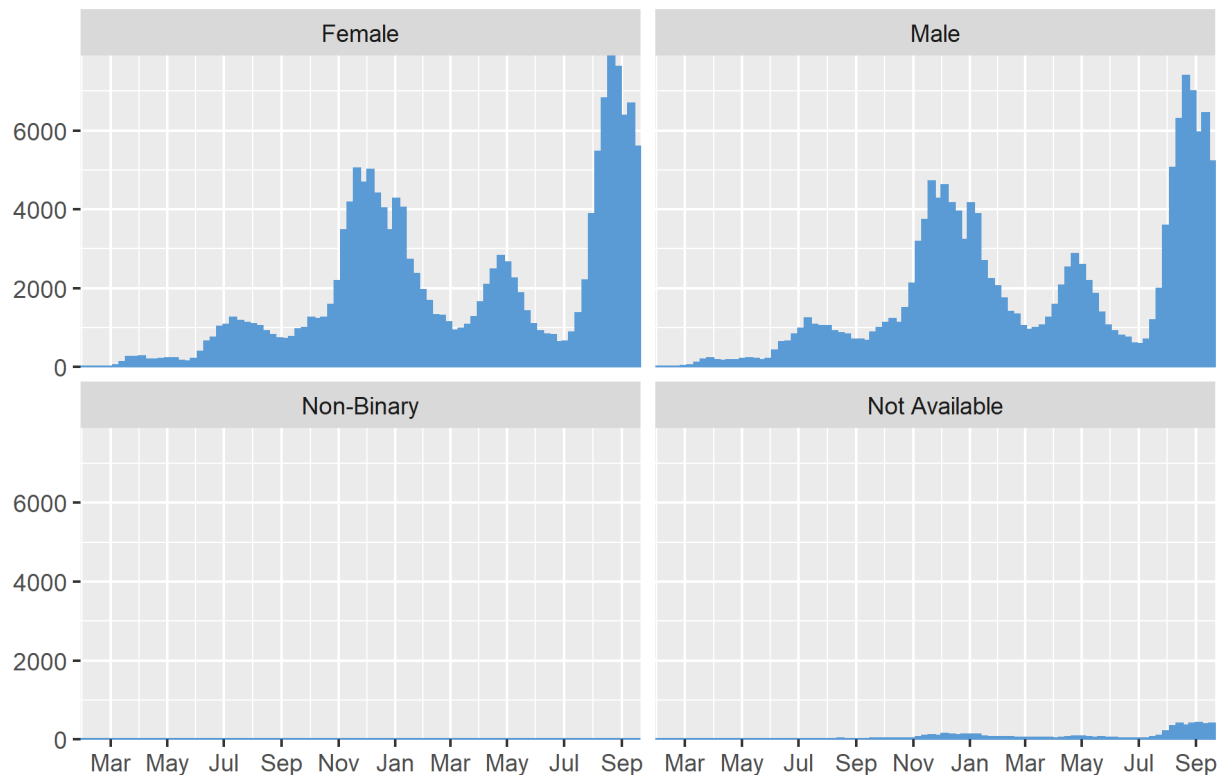 Female Male
6000
4000
2000
0
Non-Binary Not Available
6000
4000
2000
0
Mar May Jul Sep Nov Jan Mar May Jul Sep Mar May Jul Sep Nov Jan Mar May Jul Sep